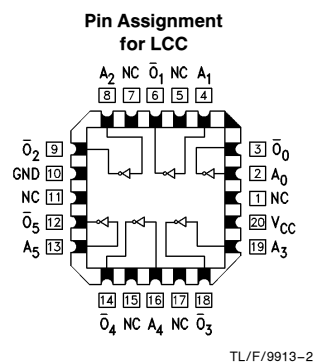 Pin Assignment
for LCC
A2 NC Ō1 NC A1
8 7 6 5 4
Ō2 9
3 Ō0
GND 10
2 A0
NC 11
1 NC
Ō5 12
20 VCC
A5 13
19 A3
14 15 16 17 18
Ō4 NC A4 NC Ō3
TL/F/9913–2